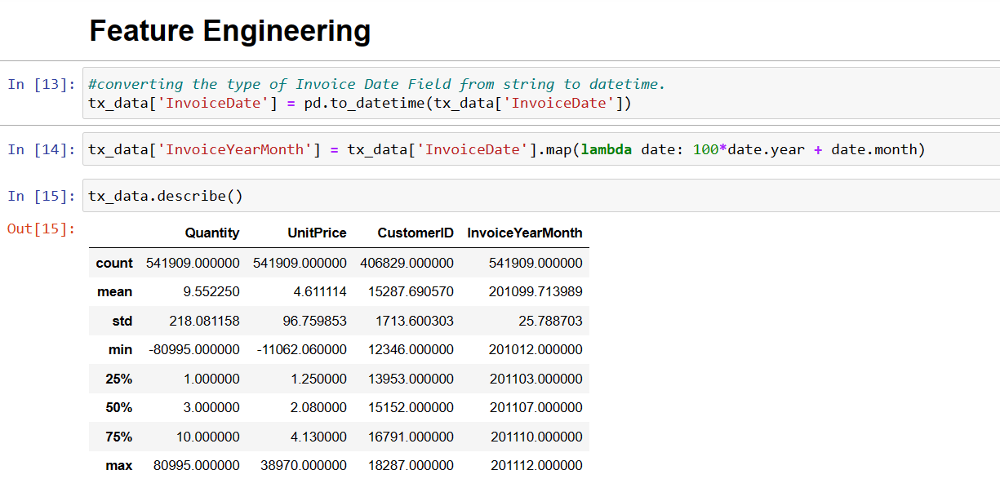 Feature Engineering
In [13]: #converting the type of Invoice Date Field from string to datetime.
tx_data['InvoiceDate'] = pd.to_datetime(tx_data['InvoiceDate'])
In [14]: tx_data['InvoiceYearMonth'] = tx_data['InvoiceDate'].map(lambda date: 100*date.year + date.month)
In [15]: tx_data.describe()
Out[15]:
Quantity UnitPrice CustomerID InvoiceYearMonth
count 541909.000000 541909.000000 406829.000000 541909.000000
mean 9.552250 4.611114 15287.690570 201099.713989
std 218.081158 96.759853 1713.600303 25.788703
min -80995.000000 -11062.060000 12346.000000 201012.000000
25% 1.000000 1.250000 13953.000000 201103.000000
50% 3.000000 2.080000 15152.000000 201107.000000
75% 10.000000 4.130000 16791.000000 201110.000000
max 80995.000000 38970.000000 18287.000000 201112.000000